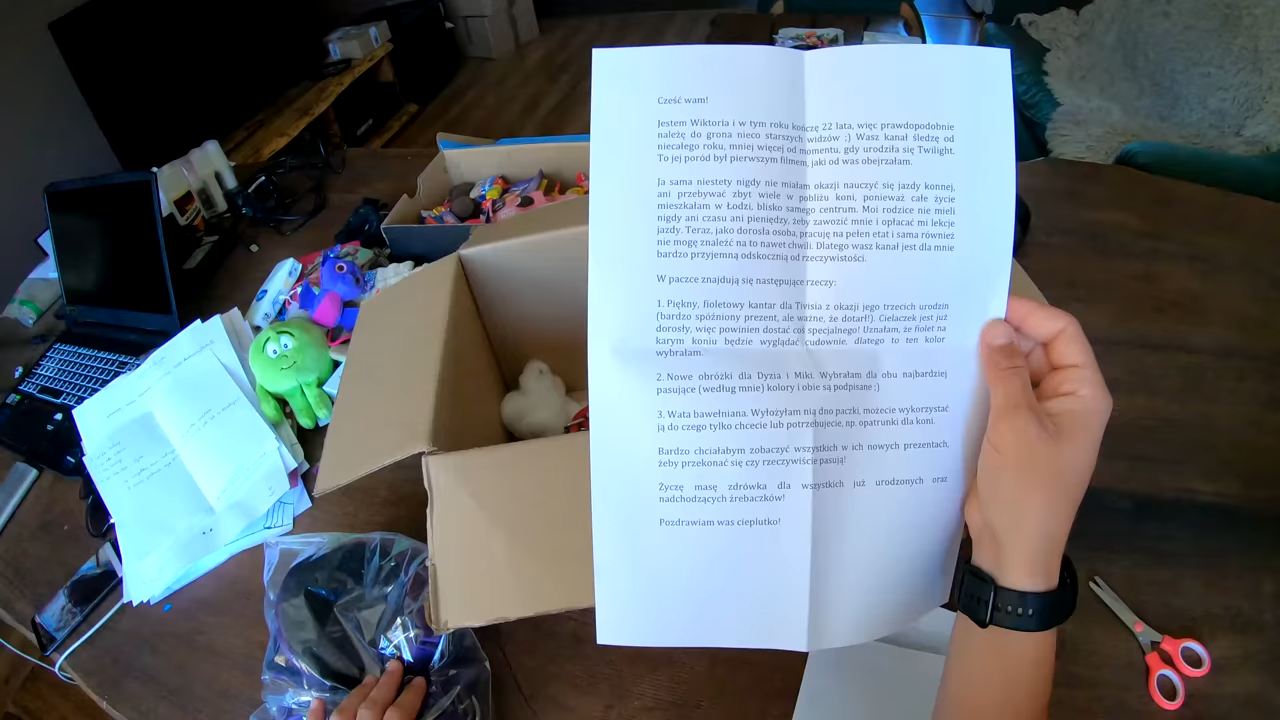 Cześć wam!
Jestem Wiktoria i w tym roku kończę 22 lata, więc prawdopodobnie
należę do grona nieco starszych widzów ;) Wasz kanał śledzę od
niecałego roku, mniej więcej od momentu, gdy urodziła się Twilight.
To jej poród był pierwszym filmem, jaki od was obejrzałam.
Ja sama niestety nigdy nie miałam okazji nauczyć się jazdy konnej,
ani przebywać zbyt wiele w pobliżu koni, ponieważ całe życie
mieszkałam w Łodzi, blisko samego centrum. Moi rodzice nie mieli
nigdy ani czasu ani pieniędzy, żeby zawozić mnie i opłacać mi lekcje
jazdy. Teraz, jako dorosła osoba, pracuję na pełen etat i sama również
nie mogę znaleźć na to nawet chwili. Dlatego wasz kanał jest dla mnie
bardzo przyjemną odskocznią od rzeczywistości.
W paczce znajdują się następujące rzeczy:
1. Piękny, fioletowy kantar dla Tivisia z okazji jego trzecich urodzin
(bardzo spóźniony prezent, ale ważne, że dotarł!). Cielaczek jest już
dorosły, więc powinien dostać coś specjalnego! Uznałam, że fiolet na
karym koniu będzie wyglądać cudownie, dlatego to ten kolor
wybrałam.
2. Nowe obróżki dla Dyzia i Miki. Wybrałam dla obu najbardziej
pasujące (według mnie) kolory i obie są podpisane ;)
3. Wata bawełniana. Wyłożyłam nią dno paczki, możecie wykorzystać
ją do czego tylko chcecie lub potrzebujecie, np. opatrunki dla koni.
Bardzo chciałabym zobaczyć wszystkich w ich nowych prezentach,
żeby przekonać się czy rzeczywiście pasują!
Życzę masę zdrówka dla wszystkich już urodzonych oraz
nadchodzących źrebaczków!
Pozdrawiam was cieplutko!